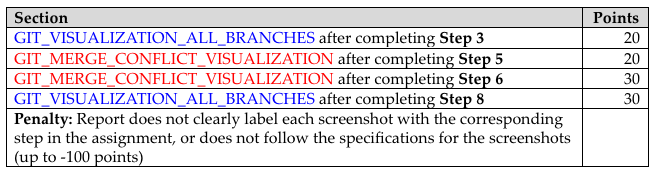 Section Points
GIT_VISUALIZATION_ALL_BRANCHES after completing Step 3 20
GIT_MERGE_CONFLICT_VISUALIZATION after completing Step 5 20
GIT_MERGE_CONFLICT_VISUALIZATION after completing Step 6 30
GIT_VISUALIZATION_ALL_BRANCHES after completing Step 8 30
Penalty: Report does not clearly label each screenshot with the corresponding
step in the assignment, or does not follow the specifications for the screenshots
(up to -100 points)